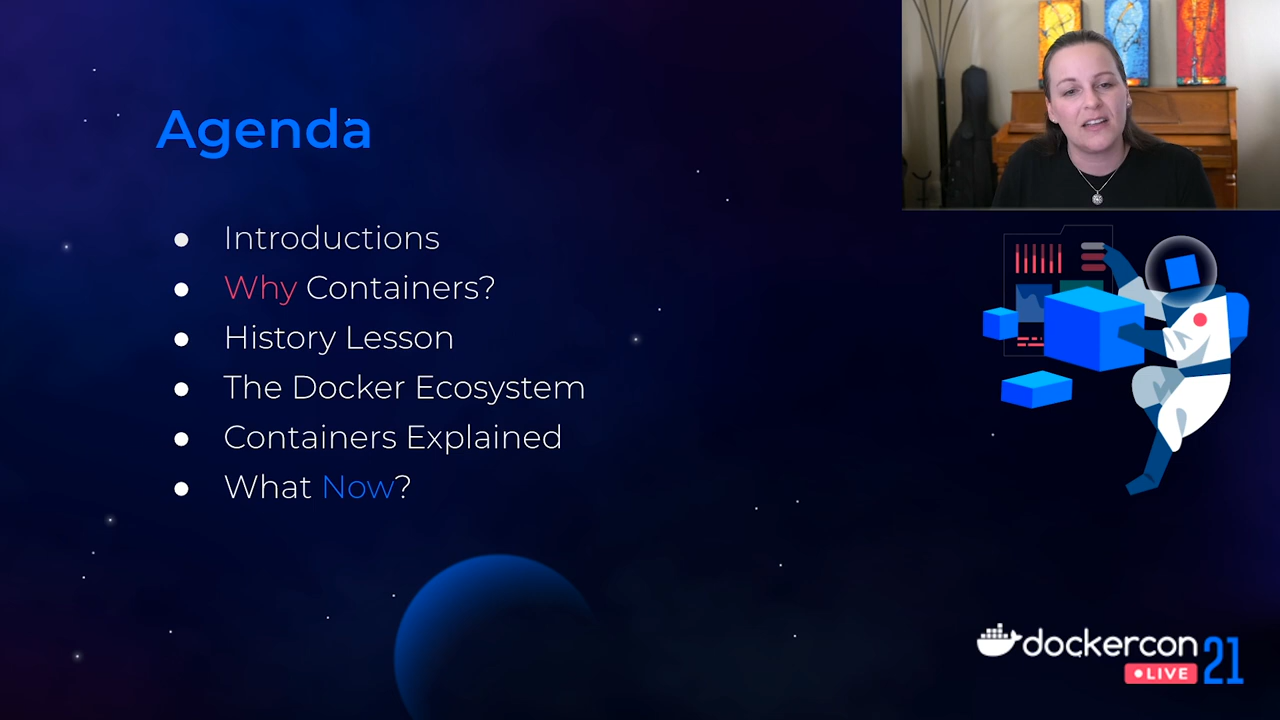 Agenda
● Introductions
● Why Containers?
● History Lesson
● The Docker Ecosystem
● Containers Explained
● What Now?
dockercon 21
LIVE